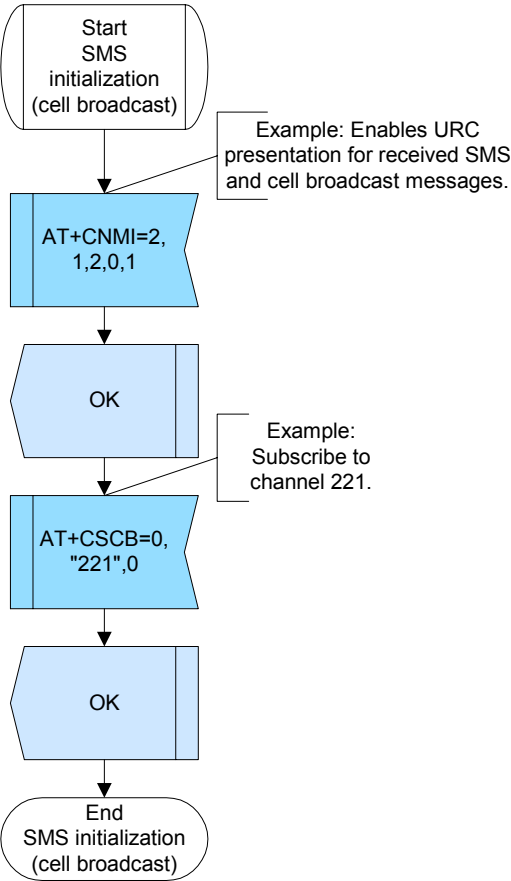 Start
SMS
initialization
(cell broadcast)
Example: Enables URC
presentation for received SMS
and cell broadcast messages.
AT+CNMI=2,
1,2,0,1
OK
Example:
Subscribe to
channel 221.
AT+CSCB=0,
"221",0
OK
End
SMS initialization
(cell broadcast)